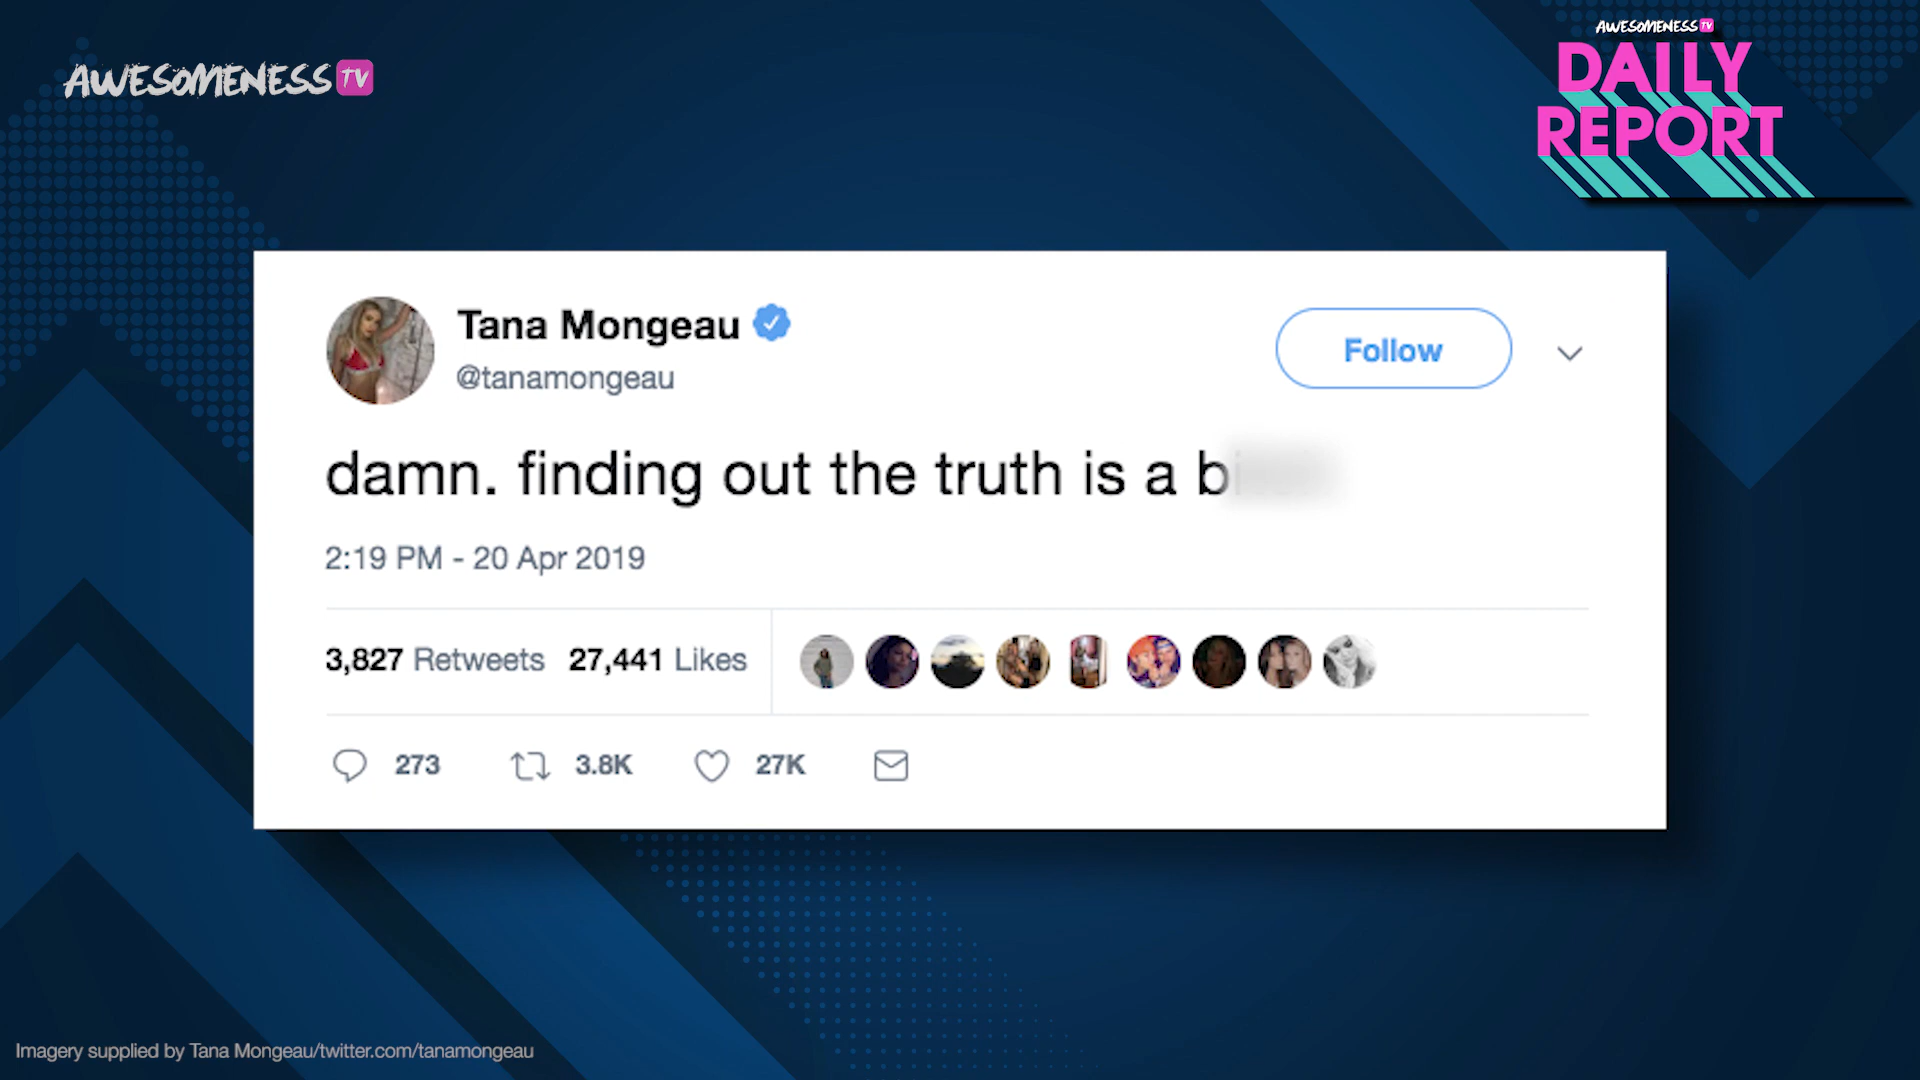 AWESOMENESS TV
AWESOMENESS TV
DAILY
REPORT
Tana Mongeau
@tanamongeau
Follow
damn. finding out the truth is a
2:19 PM - 20 Apr 2019
3,827 Retweets 27,441 Likes
273 3.8K 27K
Imagery supplied by Tana Mongeau/twitter.com/tanamongeau